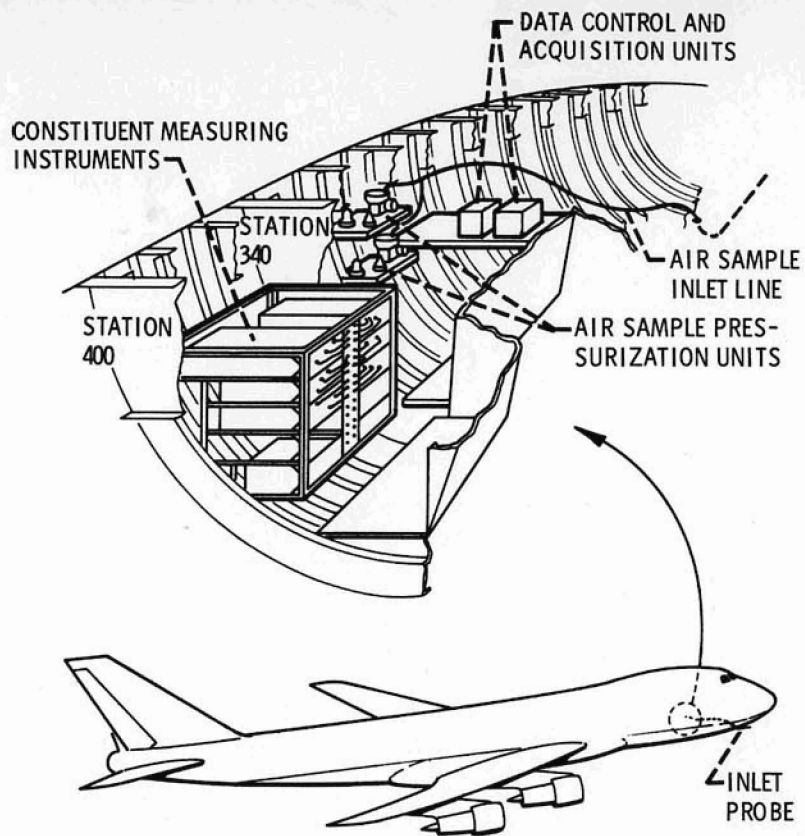 DATA CONTROL AND
ACQUISITION UNITS
CONSTITUENT MEASURING
INSTRUMENTS
STATION
340
AIR SAMPLE
INLET LINE
STATION
400
AIR SAMPLE PRES-
SURIZATION UNITS
INLET
PROBE